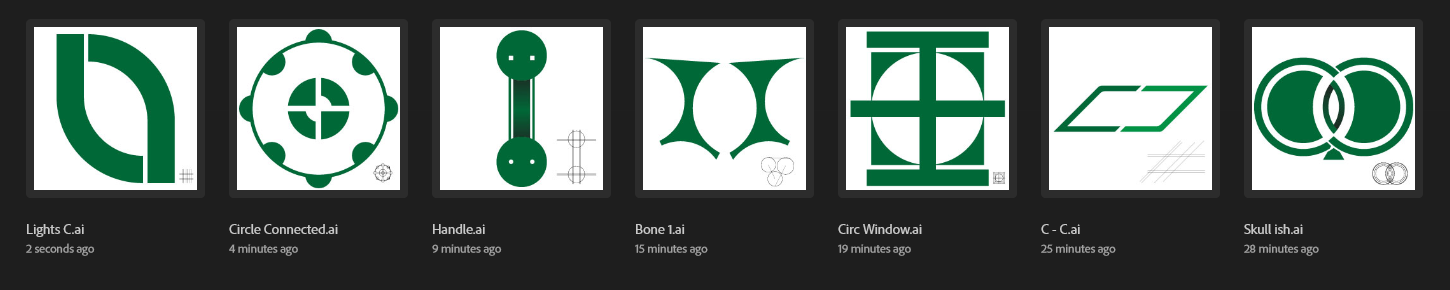 Lights C.ai
2 seconds ago
Circle Connected.ai
4 minutes ago
Handle.ai
9 minutes ago
Bone 1.ai
15 minutes ago
Circ Window.ai
19 minutes ago
C - C.ai
25 minutes ago
Skull ish.ai
28 minutes ago